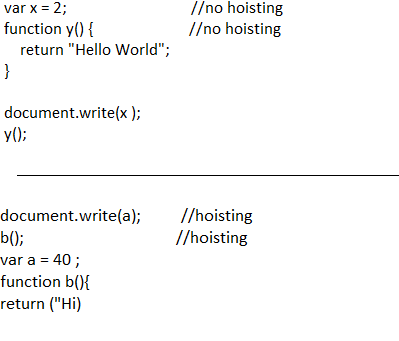 var x = 2; //no hoisting
function y() { //no hoisting
return "Hello World";
}
document.write(x );
y();
document.write(a); //hoisting
b(); //hoisting
var a = 40 ;
function b(){
return ("Hi)